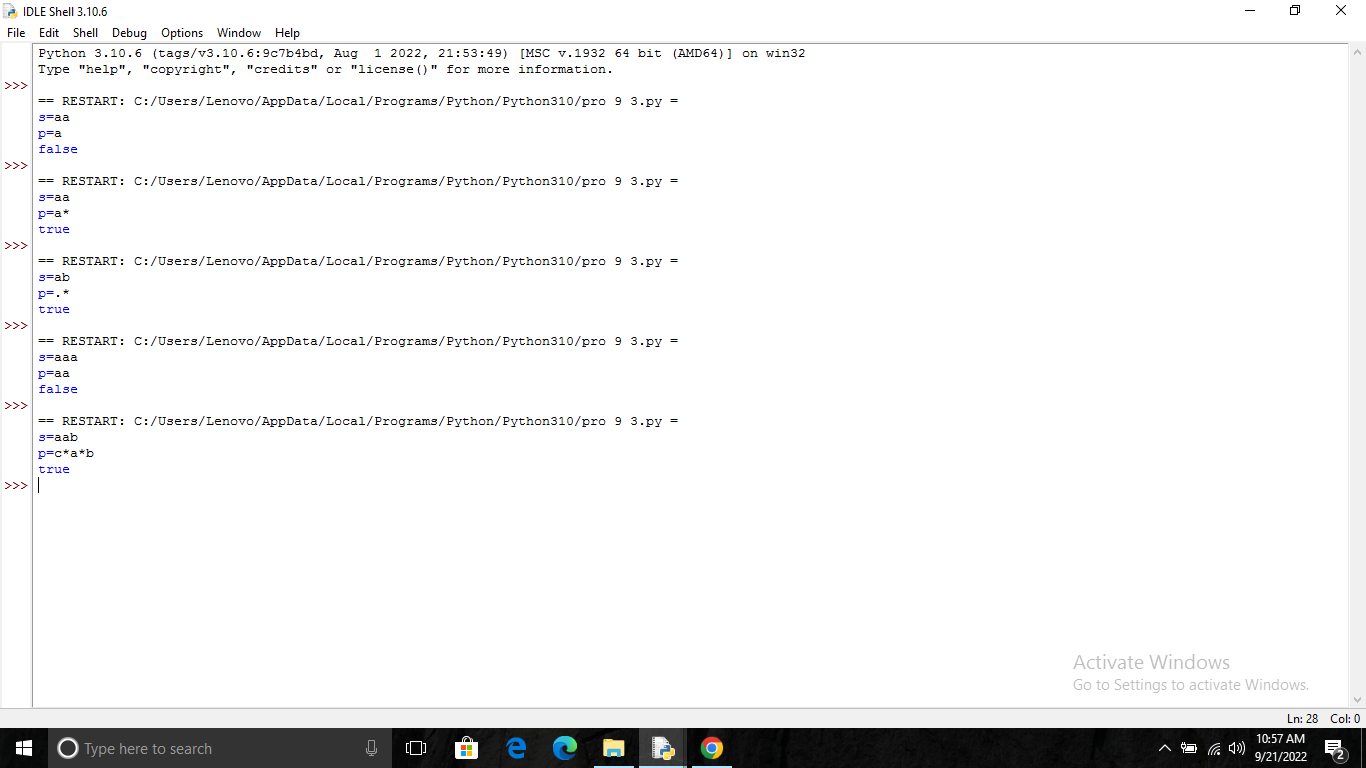 IDLE Shell 3.10.6
File Edit Shell Debug Options Window Help
Python 3.10.6 (tags/v3.10.6:9c7b4bd, Aug  1 2022, 21:53:49) [MSC v.1932 64 bit (AMD64)] on win32
Type "help", "copyright", "credits" or "license()" for more information.
>>>
== RESTART: C:/Users/Lenovo/AppData/Local/Programs/Python/Python310/pro 9 3.py =
s=aa
p=a
false
>>>
== RESTART: C:/Users/Lenovo/AppData/Local/Programs/Python/Python310/pro 9 3.py =
s=aa
p=a*
true
>>>
== RESTART: C:/Users/Lenovo/AppData/Local/Programs/Python/Python310/pro 9 3.py =
s=ab
p=.*
true
>>>
== RESTART: C:/Users/Lenovo/AppData/Local/Programs/Python/Python310/pro 9 3.py =
s=aaa
p=aa
false
>>>
== RESTART: C:/Users/Lenovo/AppData/Local/Programs/Python/Python310/pro 9 3.py =
s=aab
p=c*a*b
true
>>>
Activate Windows
Go to Settings to activate Windows.
Ln: 28 Col: 0
Type here to search
10:57 AM
9/21/2022
2